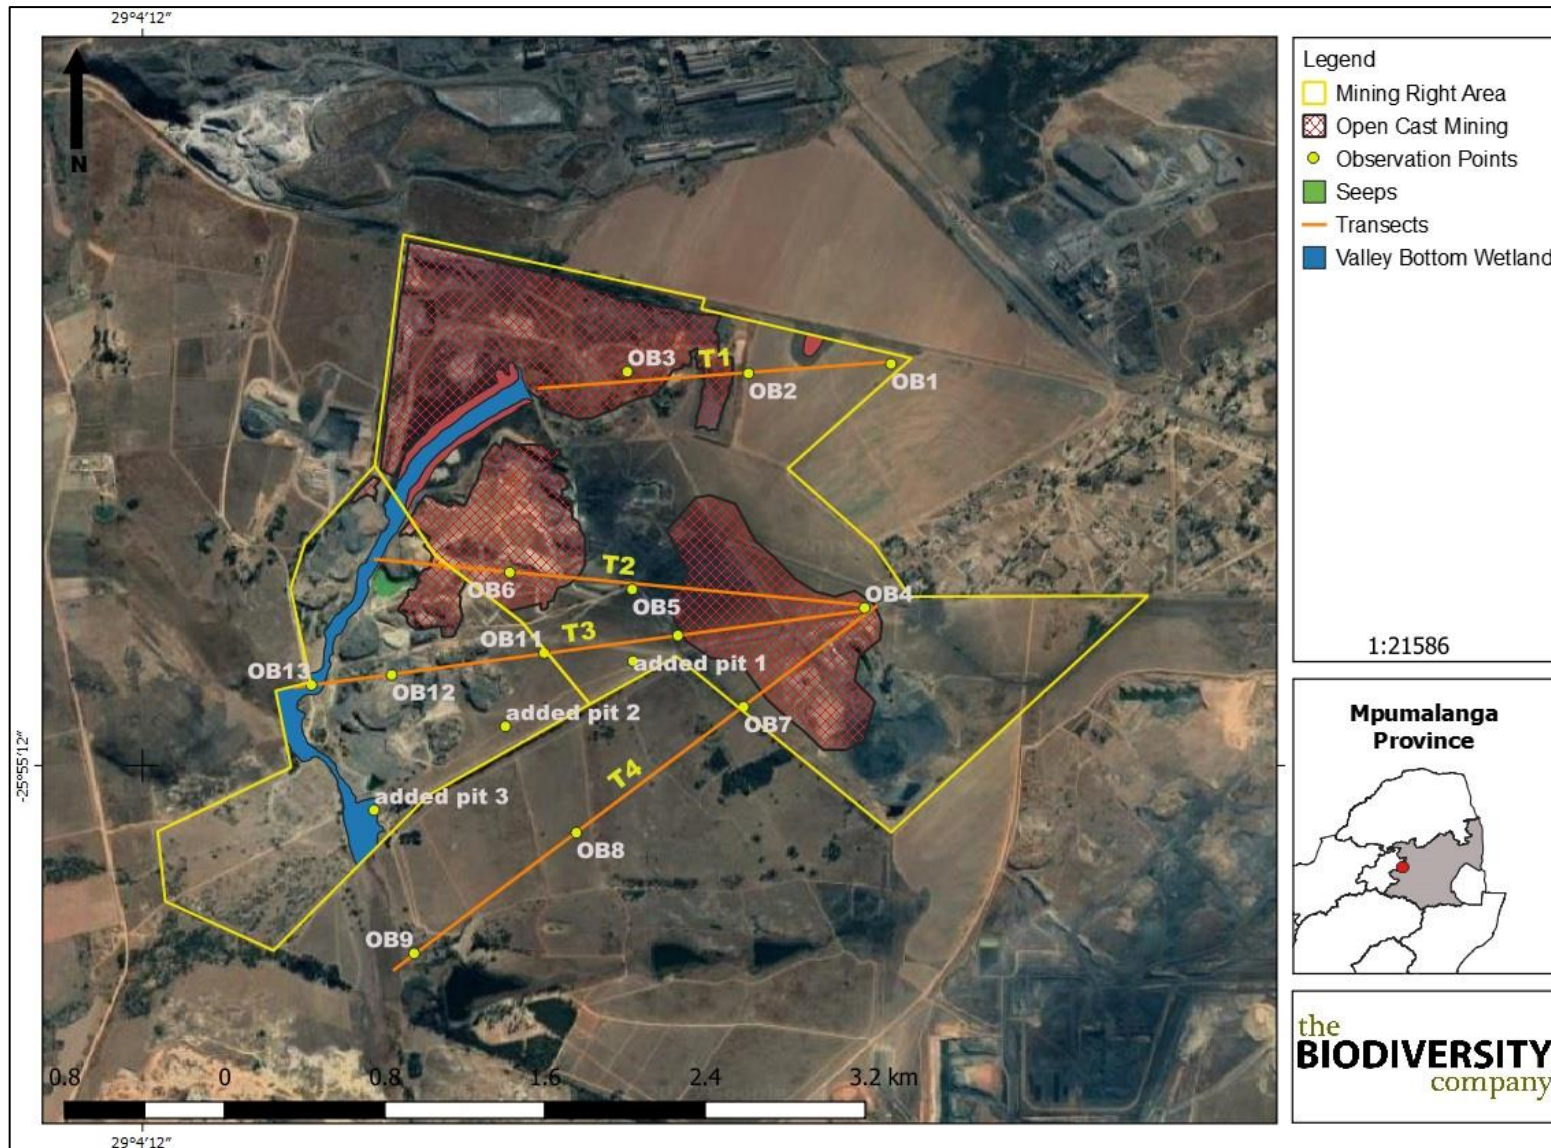 29°4'12"
N
OB3
T1
OB2
OB1
T2
OB6
OB5
OB4
OB11
T3
OB13
OB12
added pit 1
added pit 2
OB7
T4
added pit 3
OB8
OB9
-25°55'12"
0.8 0 0.8 1.6 2.4 3.2 km
29°4'12"
Legend
Mining Right Area
Open Cast Mining
Observation Points
Seeps
Transects
Valley Bottom Wetland
1:21586
Mpumalanga
Province
the
BIODIVERSITY
company